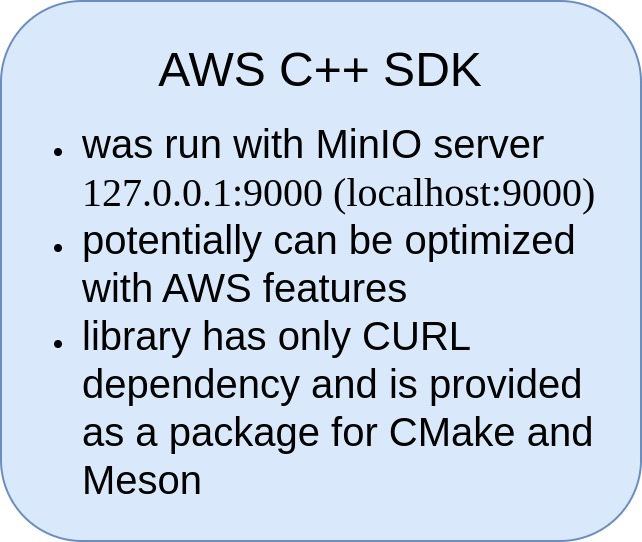 AWS C++ SDK
• was run with MinIO server
127.0.0.1:9000 (localhost:9000)
• potentially can be optimized
with AWS features
• library has only CURL
dependency and is provided
as a package for CMake and
Meson